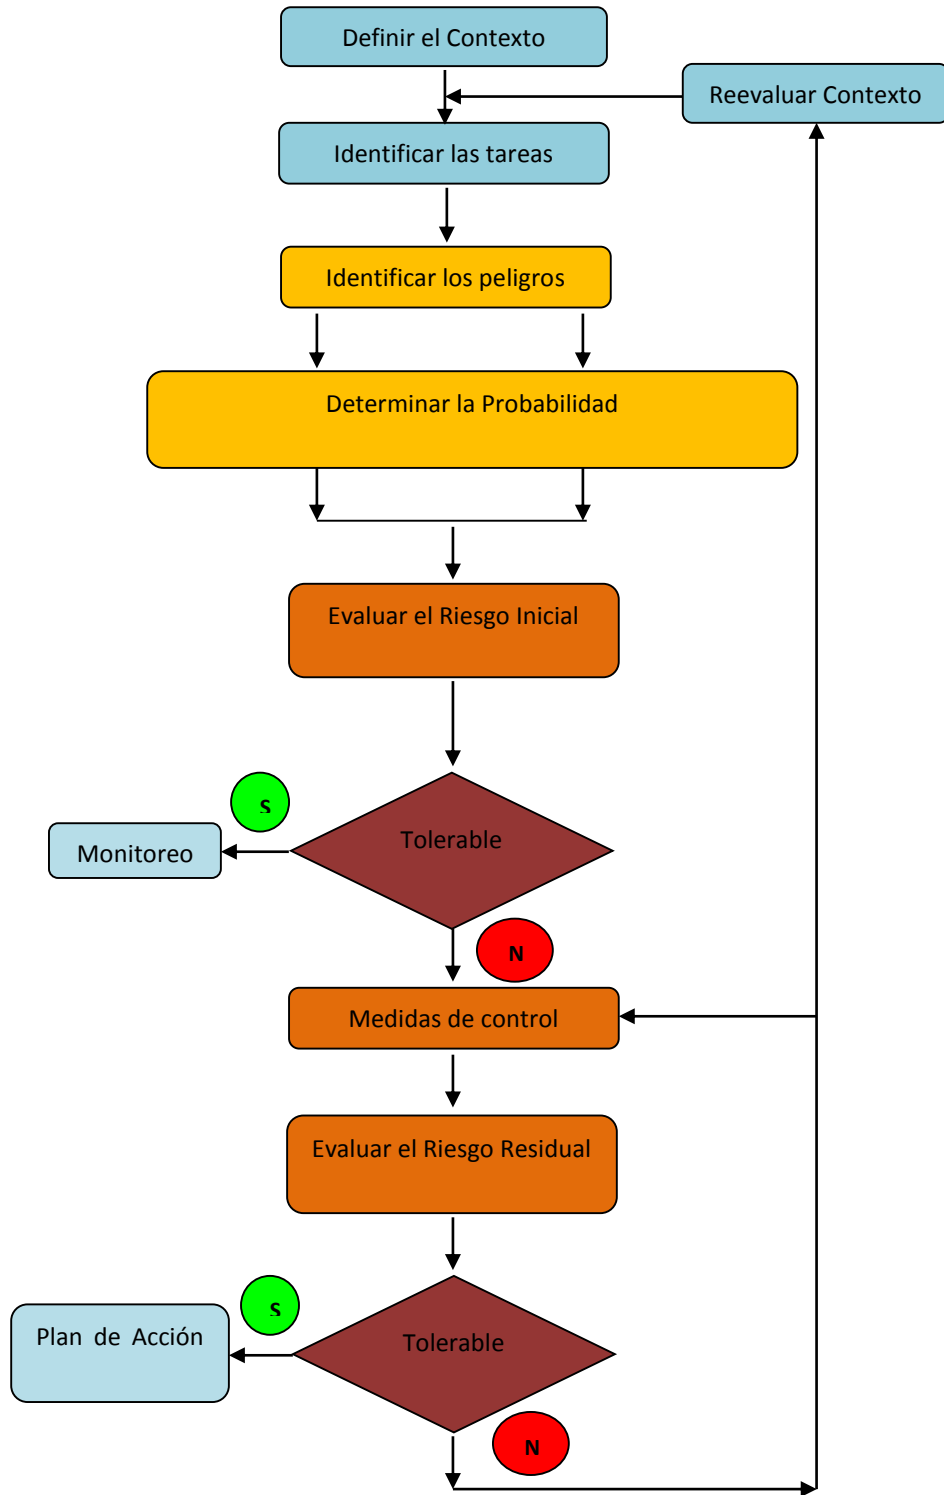 Definir el Contexto
Reevaluar Contexto
Identificar las tareas
Identificar los peligros
Determinar la Probabilidad
Evaluar el Riesgo Inicial
S
Tolerable
Monitoreo
N
Medidas de control
Evaluar el Riesgo Residual
S
Plan de Acción
Tolerable
N